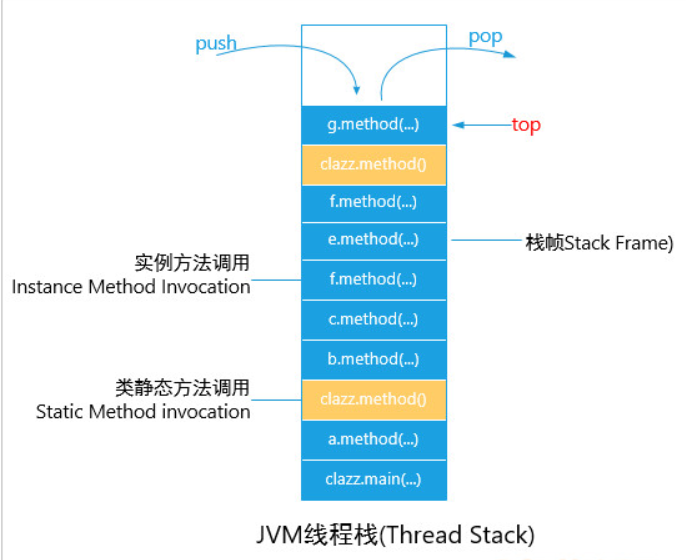 push
pop
g.method(...)
top
clazz.method()
f.method(...)
e.method(...)
栈帧Stack Frame)
实例方法调用
Instance Method Invocation
f.method(...)
c.method(...)
b.method(...)
类静态方法调用
Static Method invocation
clazz.method()
a.method(...)
clazz.main(...)
JVM线程栈(Thread Stack)